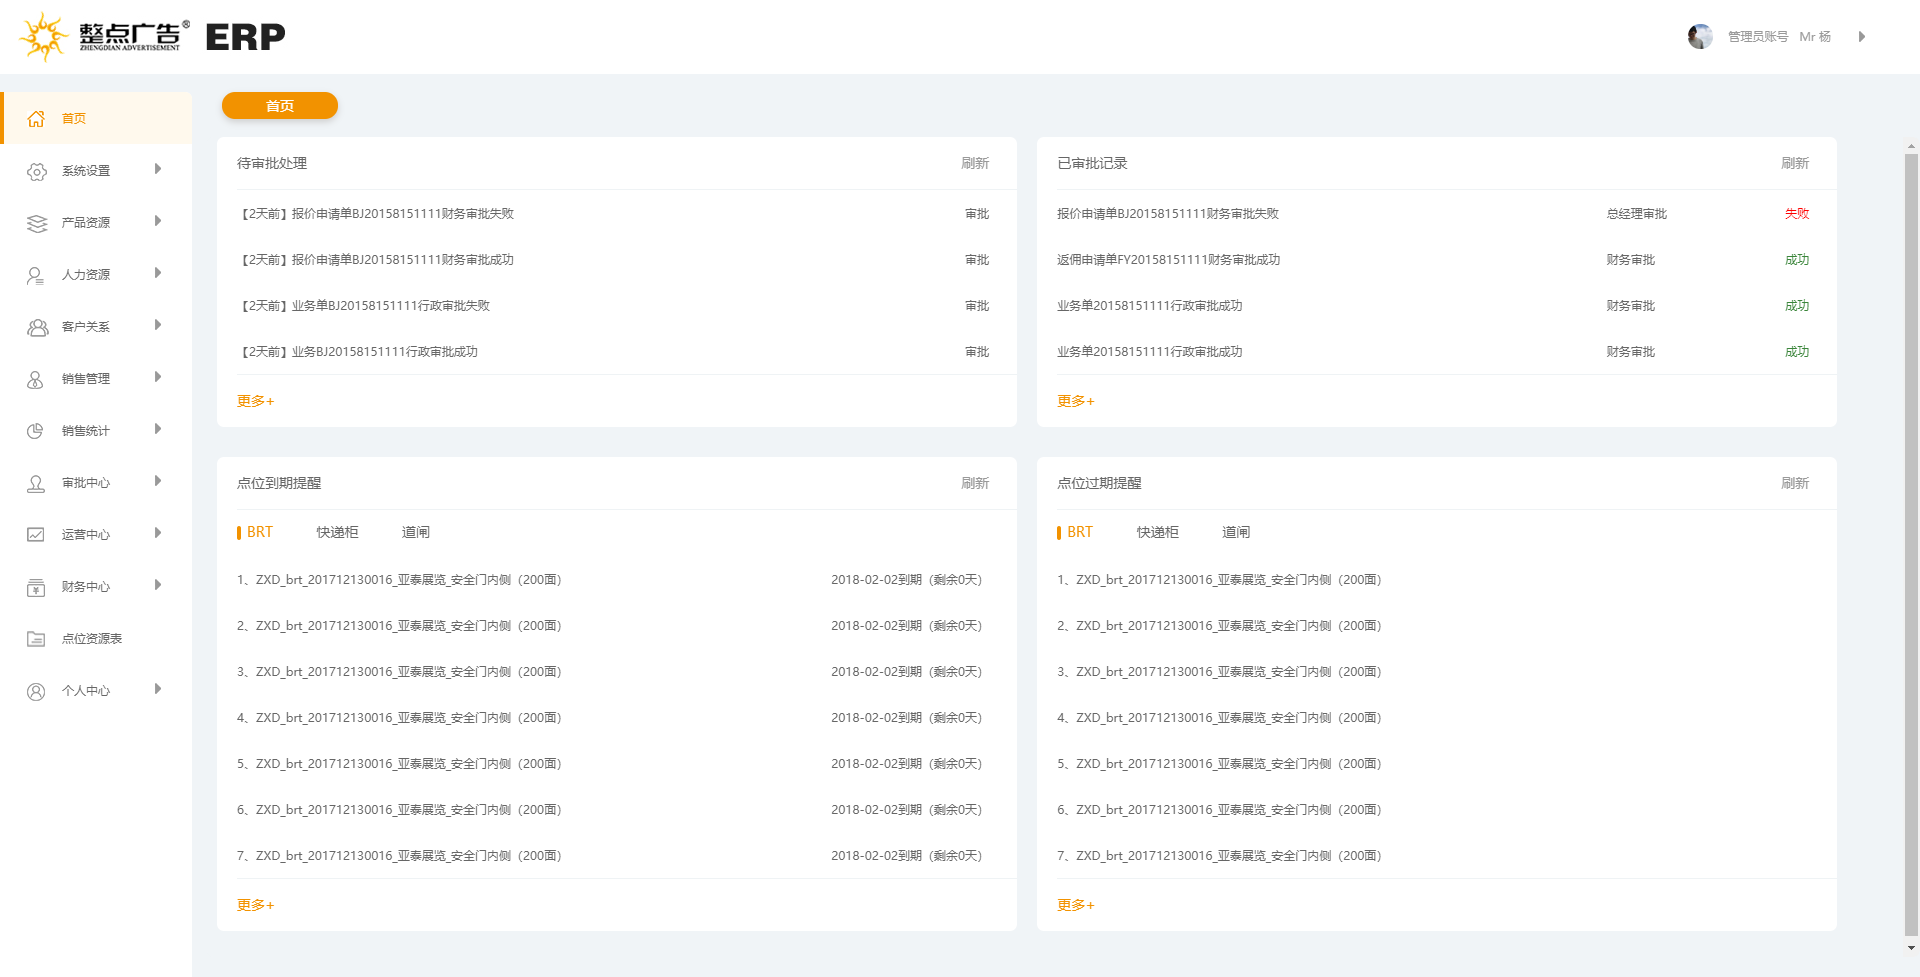 整点广告® ERP
ZHENGDIAN ADVERTISEMENT
管理员账号 Mr 杨
首页
系统设置
产品资源
人力资源
客户关系
销售管理
销售统计
审批中心
运营中心
财务中心
点位资源表
个人中心
首页
待审批处理 刷新
【2天前】报价申请单BJ20158151111财务审批失败 审批
【2天前】报价申请单BJ20158151111财务审批成功 审批
【2天前】业务单BJ20158151111行政审批失败 审批
【2天前】业务BJ20158151111行政审批成功 审批
更多+
已审批记录 刷新
报价申请单BJ20158151111财务审批失败 总经理审批 失败
返佣申请单FY20158151111财务审批成功 财务审批 成功
业务单20158151111行政审批成功 财务审批 成功
业务单20158151111行政审批成功 财务审批 成功
更多+
点位到期提醒 刷新
BRT 快递柜 道闸
1、ZXD_brt_201712130016_亚泰展览_安全门内侧（200面） 2018-02-02到期（剩余0天）
2、ZXD_brt_201712130016_亚泰展览_安全门内侧（200面） 2018-02-02到期（剩余0天）
3、ZXD_brt_201712130016_亚泰展览_安全门内侧（200面） 2018-02-02到期（剩余0天）
4、ZXD_brt_201712130016_亚泰展览_安全门内侧（200面） 2018-02-02到期（剩余0天）
5、ZXD_brt_201712130016_亚泰展览_安全门内侧（200面） 2018-02-02到期（剩余0天）
6、ZXD_brt_201712130016_亚泰展览_安全门内侧（200面） 2018-02-02到期（剩余0天）
7、ZXD_brt_201712130016_亚泰展览_安全门内侧（200面） 2018-02-02到期（剩余0天）
更多+
点位过期提醒 刷新
BRT 快递柜 道闸
1、ZXD_brt_201712130016_亚泰展览_安全门内侧（200面）
2、ZXD_brt_201712130016_亚泰展览_安全门内侧（200面）
3、ZXD_brt_201712130016_亚泰展览_安全门内侧（200面）
4、ZXD_brt_201712130016_亚泰展览_安全门内侧（200面）
5、ZXD_brt_201712130016_亚泰展览_安全门内侧（200面）
6、ZXD_brt_201712130016_亚泰展览_安全门内侧（200面）
7、ZXD_brt_201712130016_亚泰展览_安全门内侧（200面）
更多+